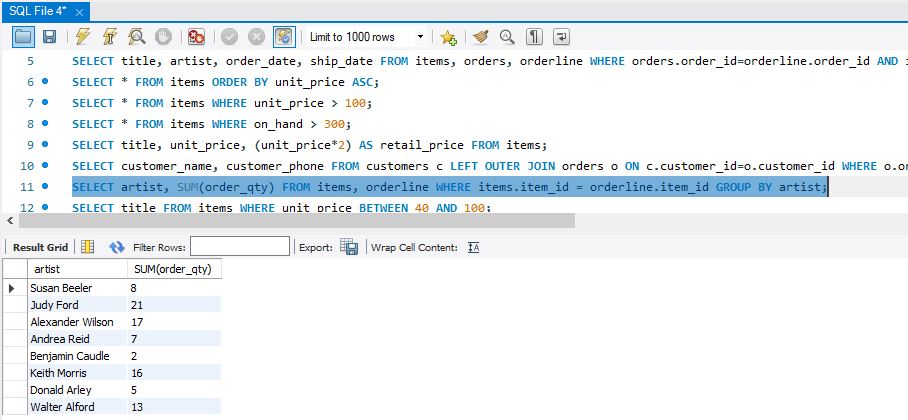 SQL File 4*
Limit to 1000 rows
5 SELECT title, artist, order_date, ship_date FROM items, orders, orderline WHERE orders.order_id=orderline.order_id AND
6 SELECT * FROM items ORDER BY unit_price ASC;
7 SELECT * FROM items WHERE unit_price > 100;
8 SELECT * FROM items WHERE on_hand > 300;
9 SELECT title, unit_price, (unit_price*2) AS retail_price FROM items;
10 SELECT customer_name, customer_phone FROM customers c LEFT OUTER JOIN orders o ON c.customer_id=o.customer_id WHERE
11 SELECT artist, SUM(order_qty) FROM items, orderline WHERE items.item_id = orderline.item_id GROUP BY artist;
12 SELECT title FROM items WHERE unit_price BETWEEN 40 AND 100;
Result Grid Filter Rows: Export: Wrap Cell Content:
artist SUM(order_qty)
Susan Beeler 8
Judy Ford 21
Alexander Wilson 17
Andrea Reid 7
Benjamin Caudle 2
Keith Morris 16
Donald Arley 5
Walter Alford 13